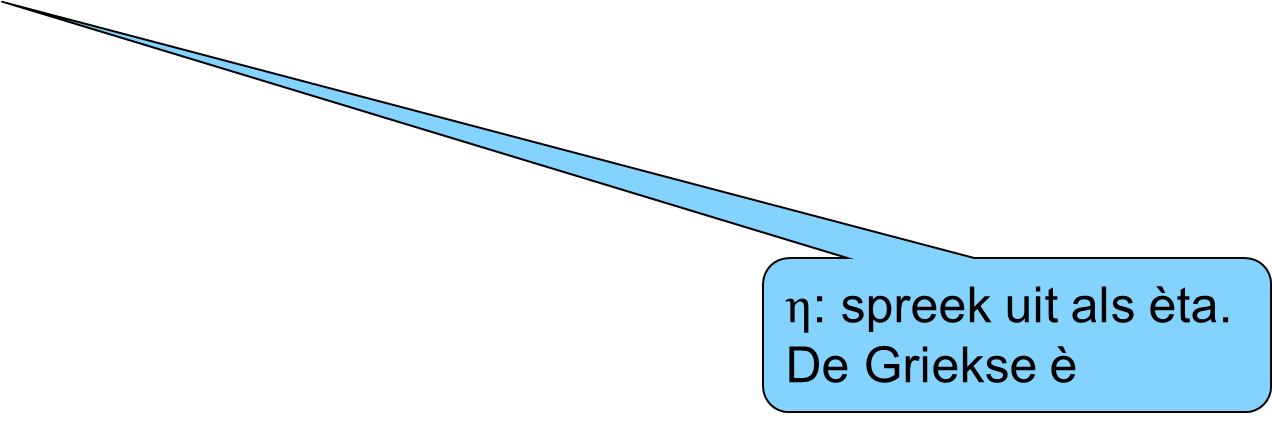 η: spreek uit als èta.
De Griekse è